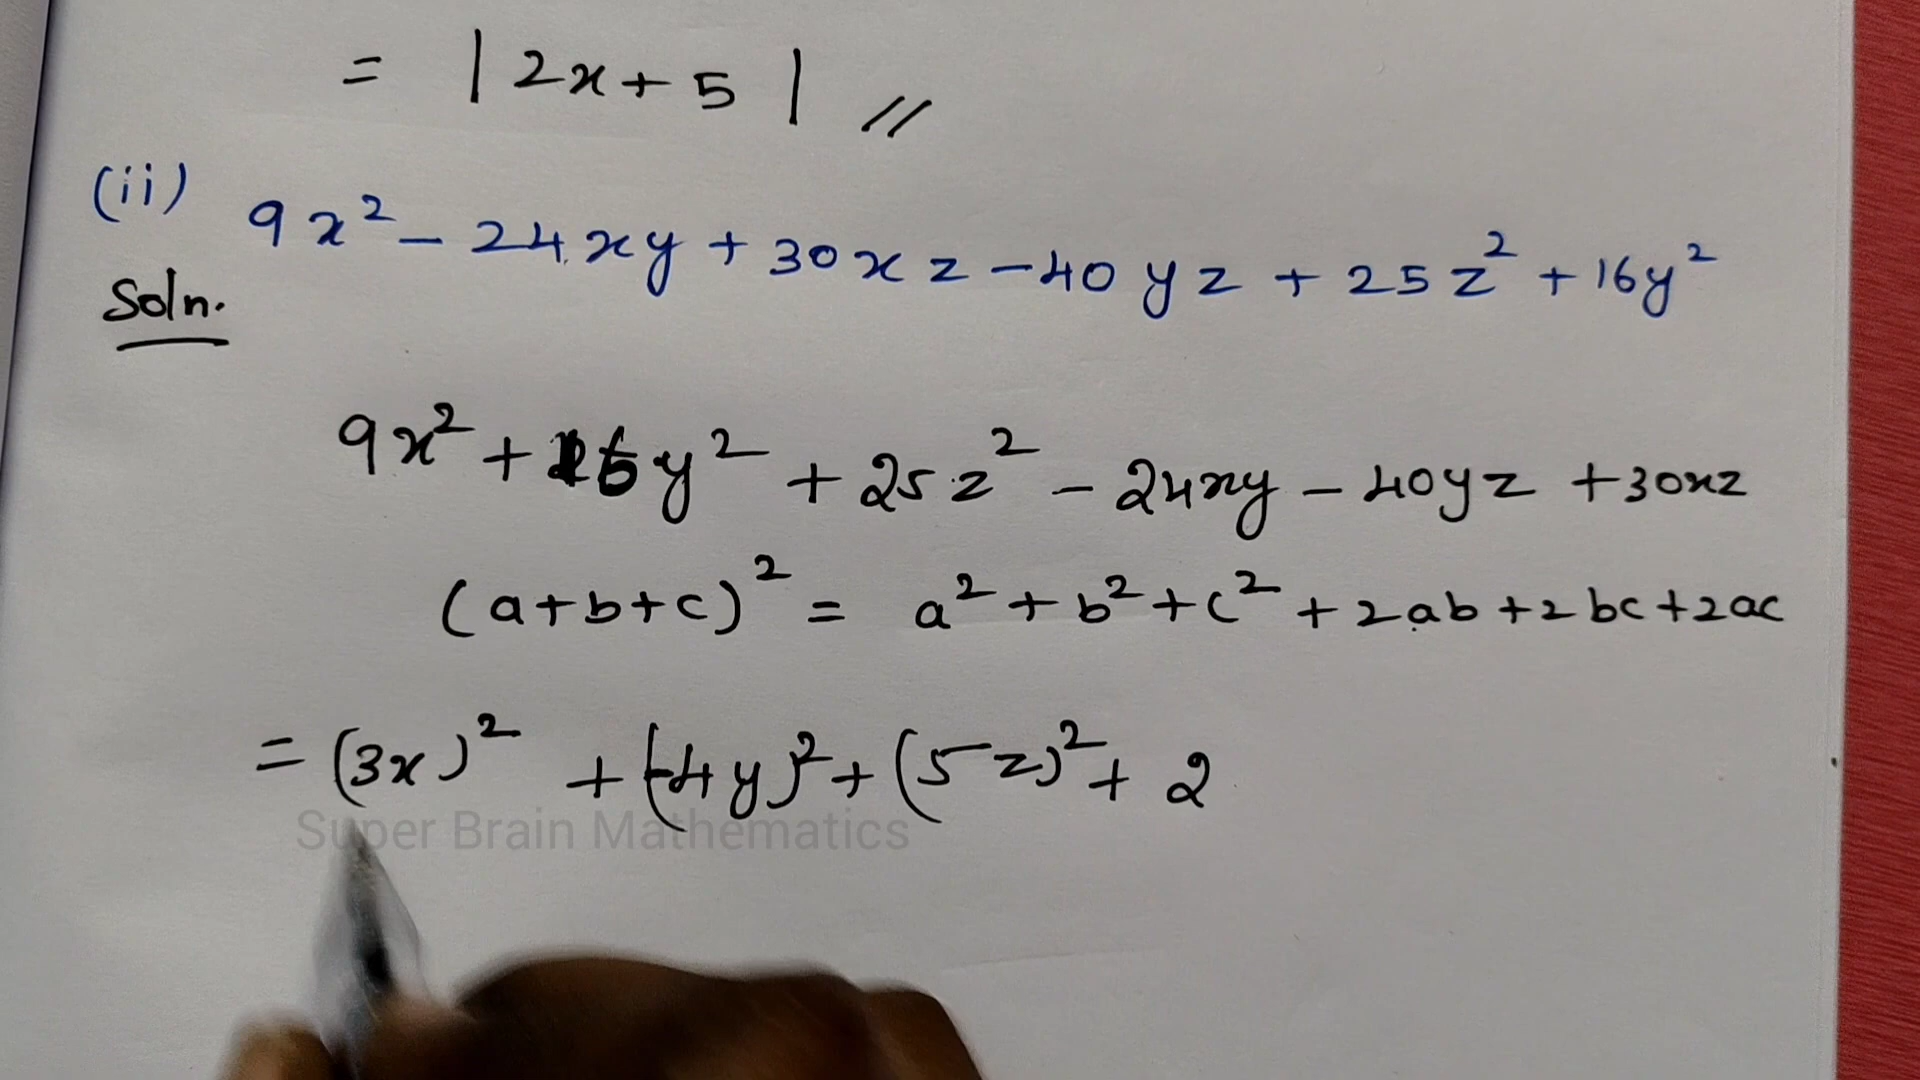 = | 2x + 5 | //
(ii) 9x² - 24xy + 30xz - 40yz + 25z² + 16y²
Soln.
9x² + 16y² + 25z² - 24xy - 40yz + 30xz
(a+b+c)² = a² + b² + c² + 2ab + 2bc + 2ac
= (3x)² + (-4y)² + (5z)² + 2
Super Brain Mathematics